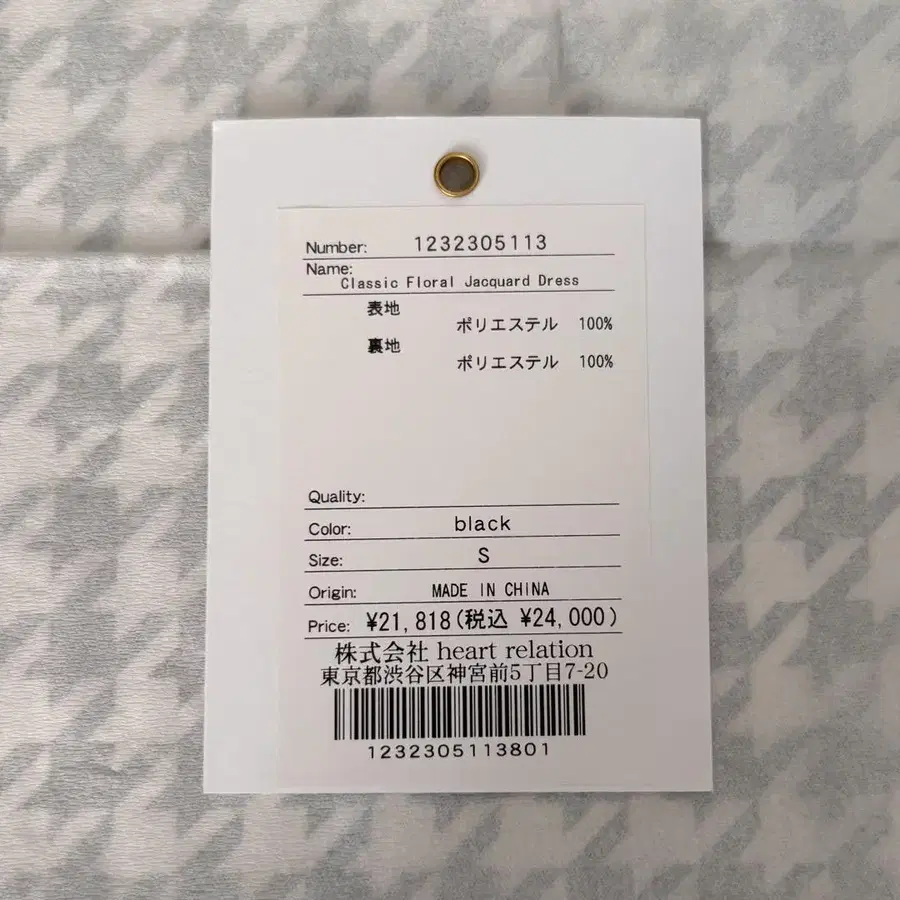 Number: 1232305113
Name:
Classic Floral Jacquard Dress
表地
ポリエステル 100%
裏地
ポリエステル 100%
Quality:
Color: black
Size: S
Origin: MADE IN CHINA
Price: ¥21,818(税込 ¥24,000)
株式会社 heart relation
東京都渋谷区神宮前5丁目7-20
1232305113801